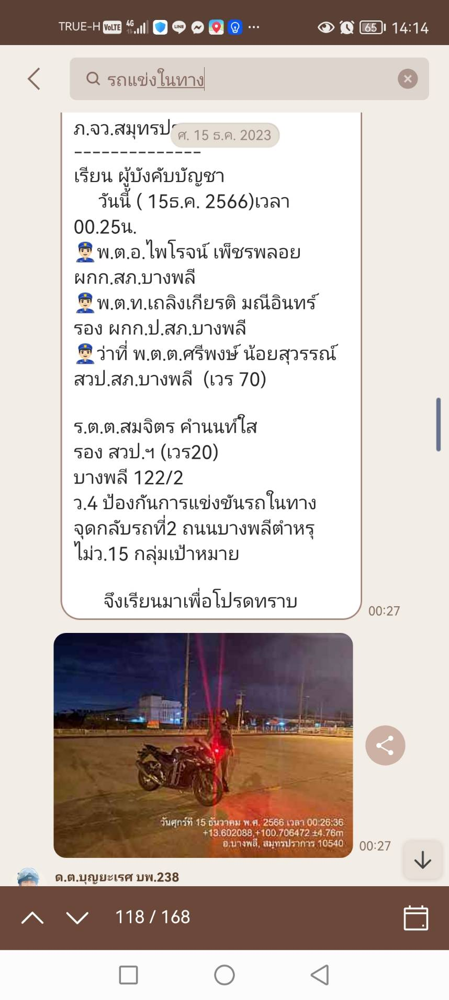 TRUE-H VoLTE 4G LINE 65 14:14
รถแข่งในทาง
ภ.จว.สมุทรปร
ศ. 15 ธ.ค. 2023
--------------
เรียน ผู้บังคับบัญชา
วันนี้ ( 15ธ.ค. 2566)เวลา
00.25น.
👮🏻‍♂️พ.ต.อ.ไพโรจน์ เพ็ชรพลอย
ผกก.สภ.บางพลี
👮🏻‍♂️พ.ต.ท.เถลิงเกียรติ มณีอินทร์
รอง ผกก.ป.สภ.บางพลี
👮🏻‍♂️ว่าที่ พ.ต.ต.ศรีพงษ์ น้อยสุวรรณ์
สวป.สภ.บางพลี (เวร 70)
ร.ต.ต.สมจิตร คำนนท์ใส
รอง สวป.ฯ (เวร20)
บางพลี 122/2
ว.4 ป้องกันการแข่งขันรถในทาง
จุดกลับรถที่2 ถนนบางพลีตำหรุ
ไม่ว.15 กลุ่มเป้าหมาย
จึงเรียนมาเพื่อโปรดทราบ
00:27
วันศุกร์ที่ 15 ธันวาคม พ.ศ. 2566 เวลา 00:26:36
+13.602088,+100.706472 ±4.76m
อ.บางพลี, สมุทรปราการ 10540
00:27
ด.ต.บุญยะเรศ บพ.238
118 / 168